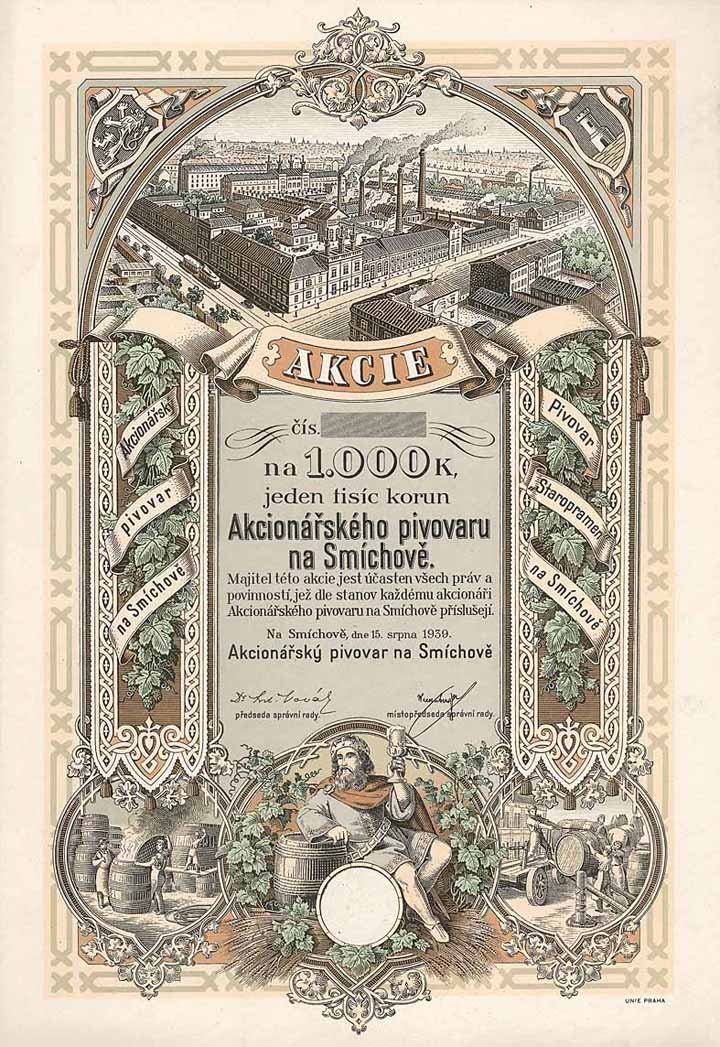 AKCIE
Akcionářský
pivovar
na Smíchově
Pivovar
Staropramen
na Smíchově
čís.
na 1.000 K,
jeden tisíc korun
Akcionářského pivovaru
na Smíchově.
Majitel této akcie jest účasten všech práv a
povinností, jež dle stanov každému akcionáři
Akcionářského pivovaru na Smíchově příslušejí.
Na Smíchově, dne 15. srpna 1939.
Akcionářský pivovar na Smíchově
předseda správní rady.
místopředseda správní rady.
UNIE PRAHA